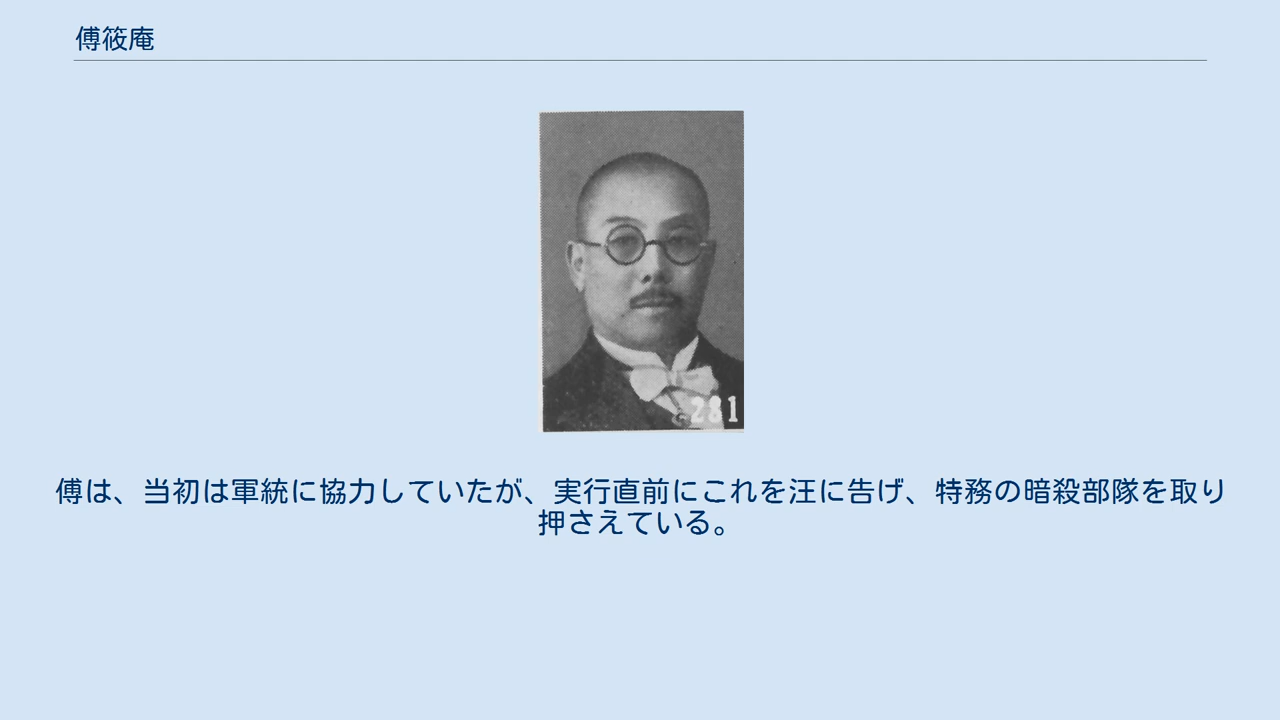 傅筱庵
281
傅は、当初は軍統に協力していたが、実行直前にこれを汪に告げ、特務の暗殺部隊を取り
押さえている。